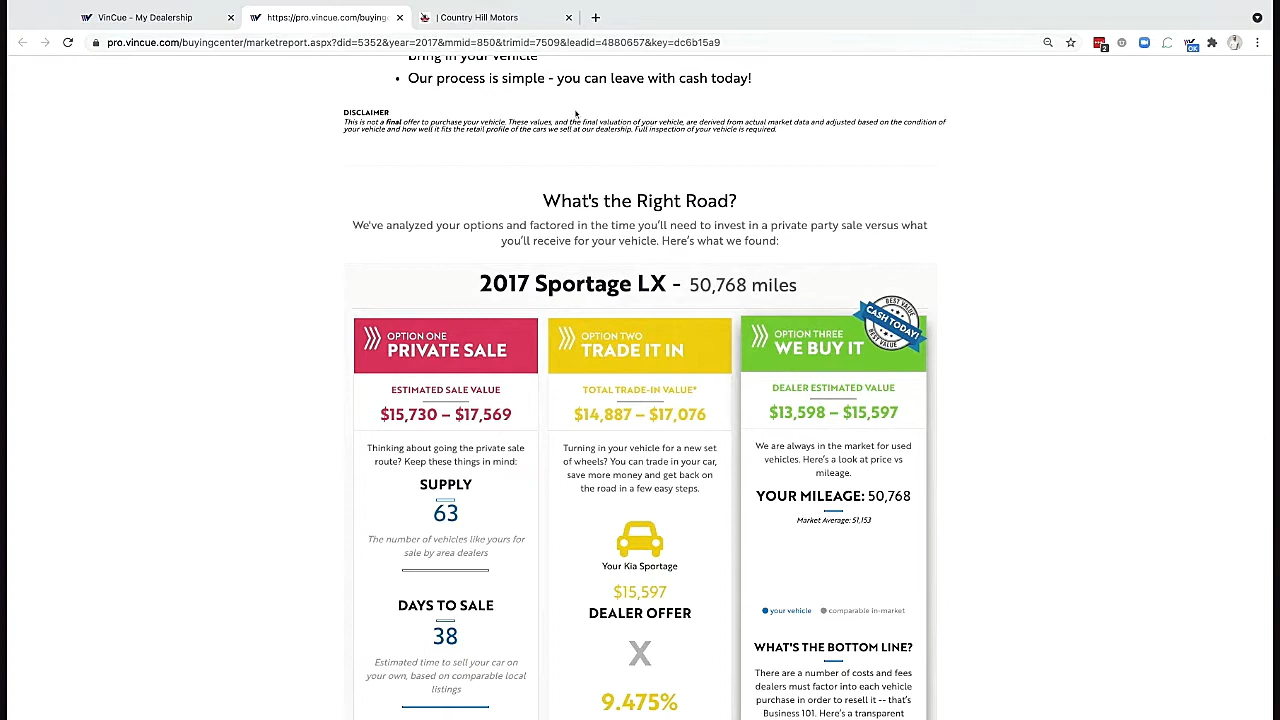 VinCue - My Dealership
https://pro.vincue.com/buying
Country Hill Motors
pro.vincue.com/buyingcenter/marketreport.aspx?did=5352&year=2017&mmid=850&trimid=7509&leadid=4880657&key=dc6b15a9
2
OK
bring in your vehicle
• Our process is simple - you can leave with cash today!
DISCLAIMER
This is not a final offer to purchase your vehicle. These values, and the final valuation of your vehicle, are derived from actual market data and adjusted based on the condition of
your vehicle and how well it fits the retail profile of the cars we sell at our dealership. Full inspection of your vehicle is required.
What's the Right Road?
We've analyzed your options and factored in the time you'll need to invest in a private party sale versus what
you'll receive for your vehicle. Here's what we found:
2017 Sportage LX - 50,768 miles
OPTION ONE
PRIVATE SALE
ESTIMATED SALE VALUE
$15,730 – $17,569
Thinking about going the private sale
route? Keep these things in mind:
SUPPLY
63
The number of vehicles like yours for
sale by area dealers
DAYS TO SALE
38
Estimated time to sell your car on
your own, based on comparable local
listings
OPTION TWO
TRADE IT IN
TOTAL TRADE-IN VALUE*
$14,887 – $17,076
Turning in your vehicle for a new set
of wheels? You can trade in your car,
save more money and get back on
the road in a few easy steps.
Your Kia Sportage
$15,597
DEALER OFFER
X
9.475%
BEST VALUE
CASH TODAY!
BEST VALUE
OPTION THREE
WE BUY IT
DEALER ESTIMATED VALUE
$13,598 – $15,597
We are always in the market for used
vehicles. Here's a look at price vs
mileage.
YOUR MILEAGE: 50,768
Market Average: 51,153
your vehicle comparable in-market
WHAT'S THE BOTTOM LINE?
There are a number of costs and fees
dealers must factor into each vehicle
purchase in order to resell it -- that's
Business 101. Here's a transparent